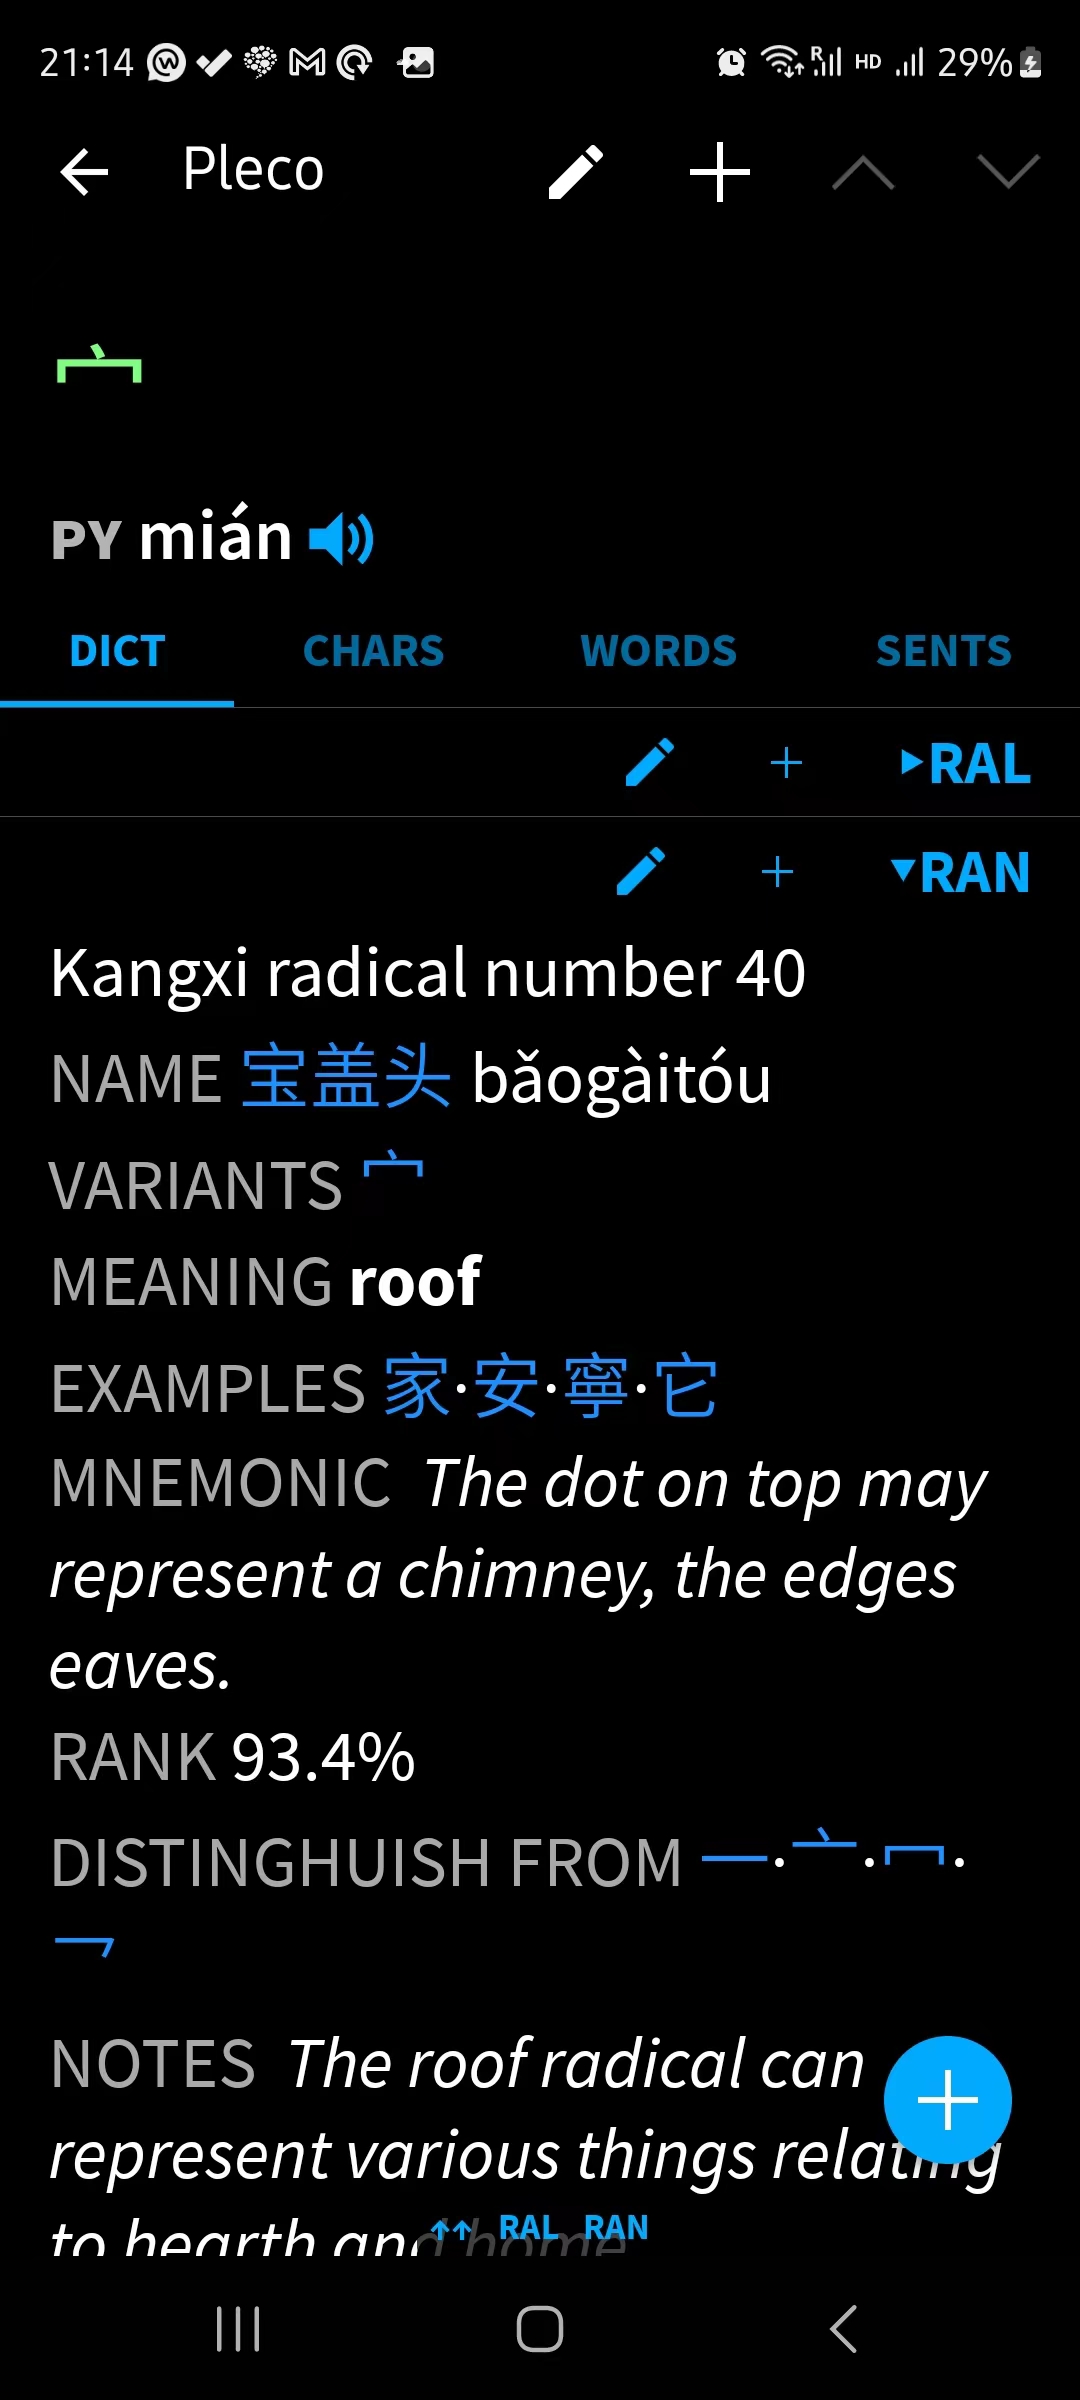 21:14 HD 29%
Pleco
宀
PY mián
DICT CHARS WORDS SENTS
RAL
RAN
Kangxi radical number 40
NAME 宝盖头 bǎogàitóu
VARIANTS 宀
MEANING roof
EXAMPLES 家·安·寧·它
MNEMONIC The dot on top may
represent a chimney, the edges
eaves.
RANK 93.4%
DISTINGHUISH FROM 一·亠·冖·
乛
NOTES The roof radical can
represent various things relating
to hearth and home
RAL RAN